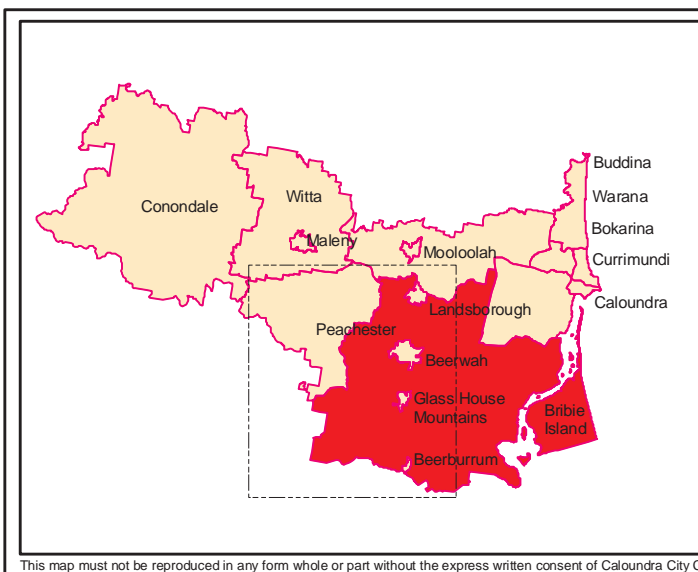 Buddina
Witta
Warana
Conondale
Bokarina
Maleny
Mooloolah
Currimundi
Caloundra
Landsborough
Peachester
Beerwah
Glass House
Mountains
Bribie
Island
Beerburrum
This map must not be reproduced in any form whole or part without the express written consent of Caloundra City